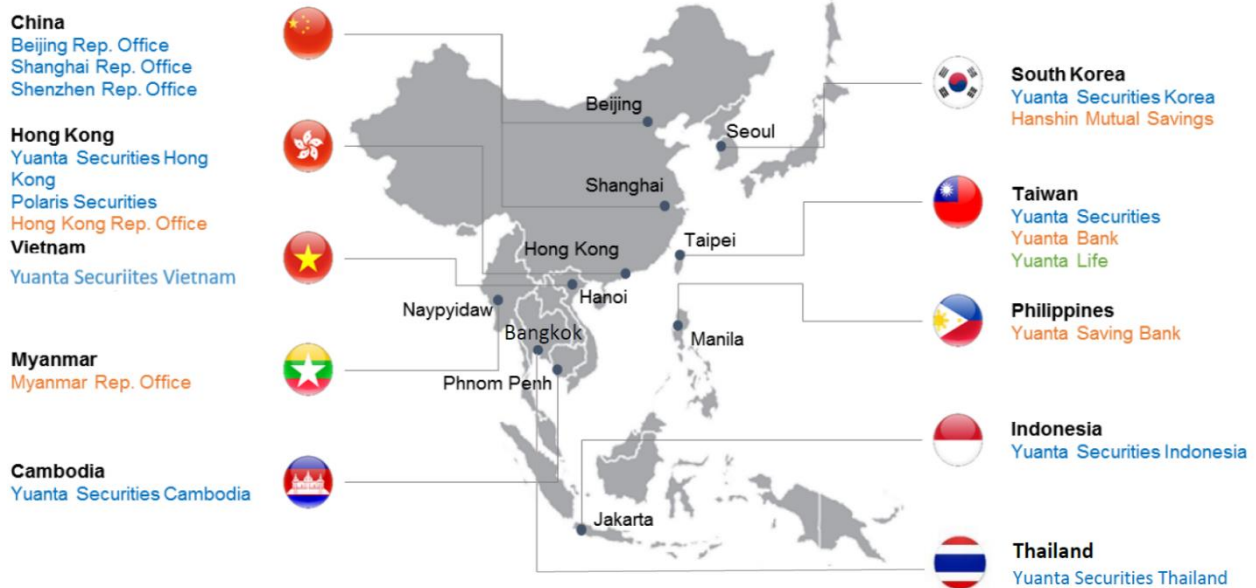 China
Beijing Rep. Office
Shanghai Rep. Office
Shenzhen Rep. Office
Hong Kong
Yuanta Securities Hong
Kong
Polaris Securities
Hong Kong Rep. Office
Vietnam
Yuanta Securiites Vietnam
Myanmar
Myanmar Rep. Office
Cambodia
Yuanta Securities Cambodia
Beijing
Seoul
Shanghai
Taipei
Hong Kong
Hanoi
Naypyidaw
Bangkok
Manila
Phnom Penh
Jakarta
South Korea
Yuanta Securities Korea
Hanshin Mutual Savings
Taiwan
Yuanta Securities
Yuanta Bank
Yuanta Life
Philippines
Yuanta Saving Bank
Indonesia
Yuanta Securities Indonesia
Thailand
Yuanta Securities Thailand